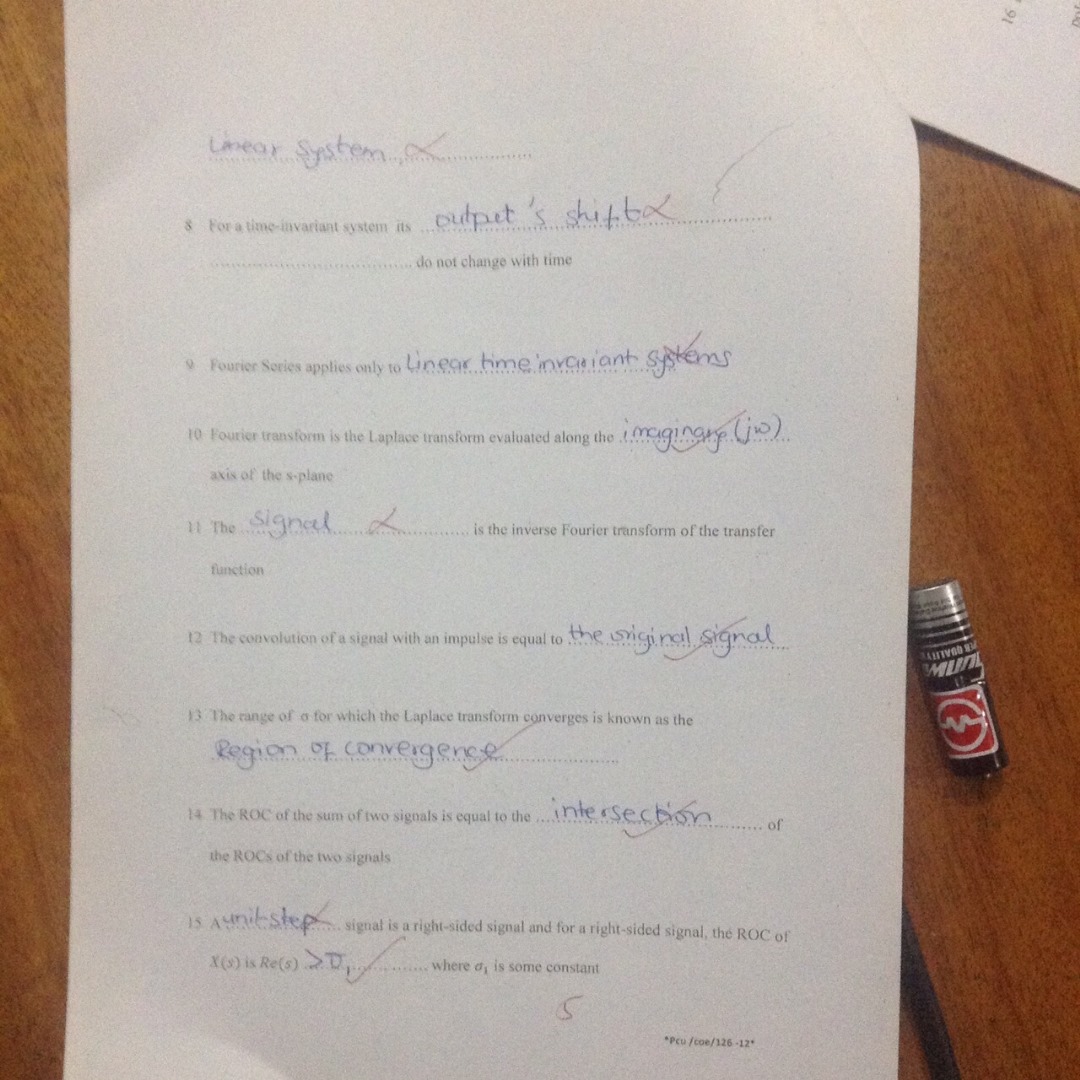 16
Linear system
8 For a time-invariant system its output's shift
do not change with time
9 Fourier Series applies only to Linear time invariant systems
10 Fourier transform is the Laplace transform evaluated along the imaginary (jω)
axis of the s-plane
11 The signal is the inverse Fourier transform of the transfer
function
12 The convolution of a signal with an impulse is equal to the original signal
13 The range of σ for which the Laplace transform converges is known as the
Region of convergence
14 The ROC of the sum of two signals is equal to the intersection of
the ROCs of the two signals
15 A unit step signal is a right-sided signal and for a right-sided signal, the ROC of
X(s) is Re(s) >σ₁ where σ₁ is some constant
5
*Pcu /coe/126 -12*